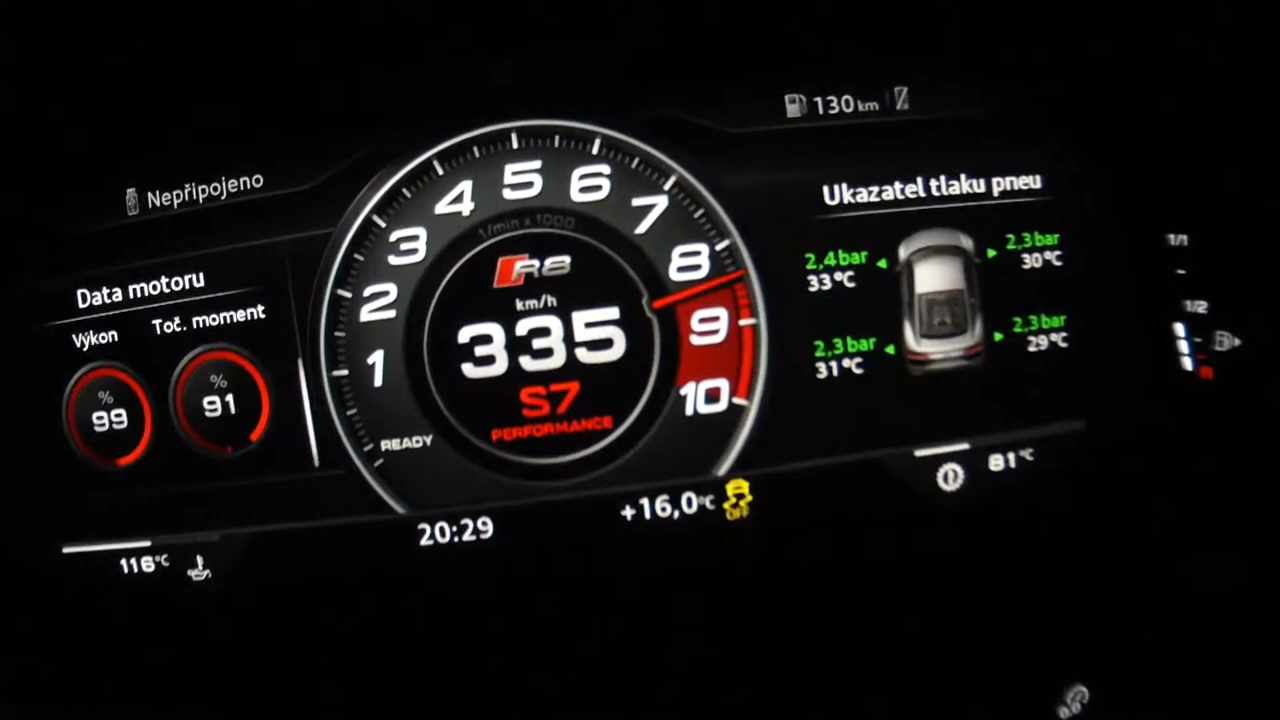 130 km
Nepřipojeno
Ukazatel tlaku pneu
Data motoru
Výkon
Toč. moment
%
99
%
91
1
2
3
4
5
6
7
8
9
10
1/min x 1000
R8
km/h
335
S7
PERFORMANCE
READY
2,4 bar
33°C
2,3 bar
30°C
2,3 bar
31°C
2,3 bar
29°C
1/1
1/2
R
81°C
+16,0°C
OFF
20:29
116°C